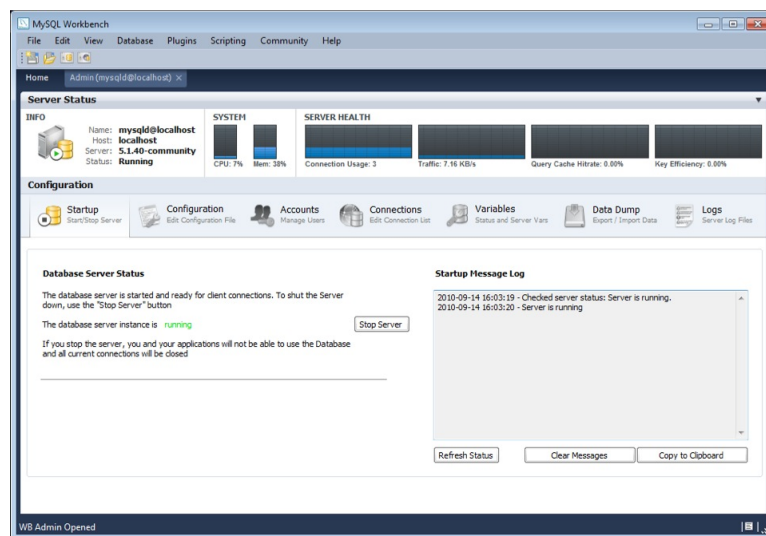 MySQL Workbench
File Edit View Database Plugins Scripting Community Help
Home Admin (mysqld@localhost) ×
Server Status
INFO SYSTEM SERVER HEALTH
Name: mysqld@localhost
Host: localhost
Server: 5.1.40-community
Status: Running
CPU: 7% Mem: 38% Connection Usage: 3 Traffic: 7.16 KB/s Query Cache Hitrate: 0.00% Key Efficiency: 0.00%
Configuration
Startup Configuration Accounts Connections Variables Data Dump Logs
Start/Stop Server Edit Configuration File Manage Users Edit Connection List Status and Server Vars Export / Import Data Server Log Files
Database Server Status
The database server is started and ready for client connections. To shut the Server
down, use the "Stop Server" button
The database server instance is running Stop Server
If you stop the server, you and your applications will not be able to use the Database
and all current connections will be closed
Startup Message Log
2010-09-14 16:03:19 - Checked server status: Server is running.
2010-09-14 16:03:20 - Server is running
Refresh Status Clear Messages Copy to Clipboard
WB Admin Opened